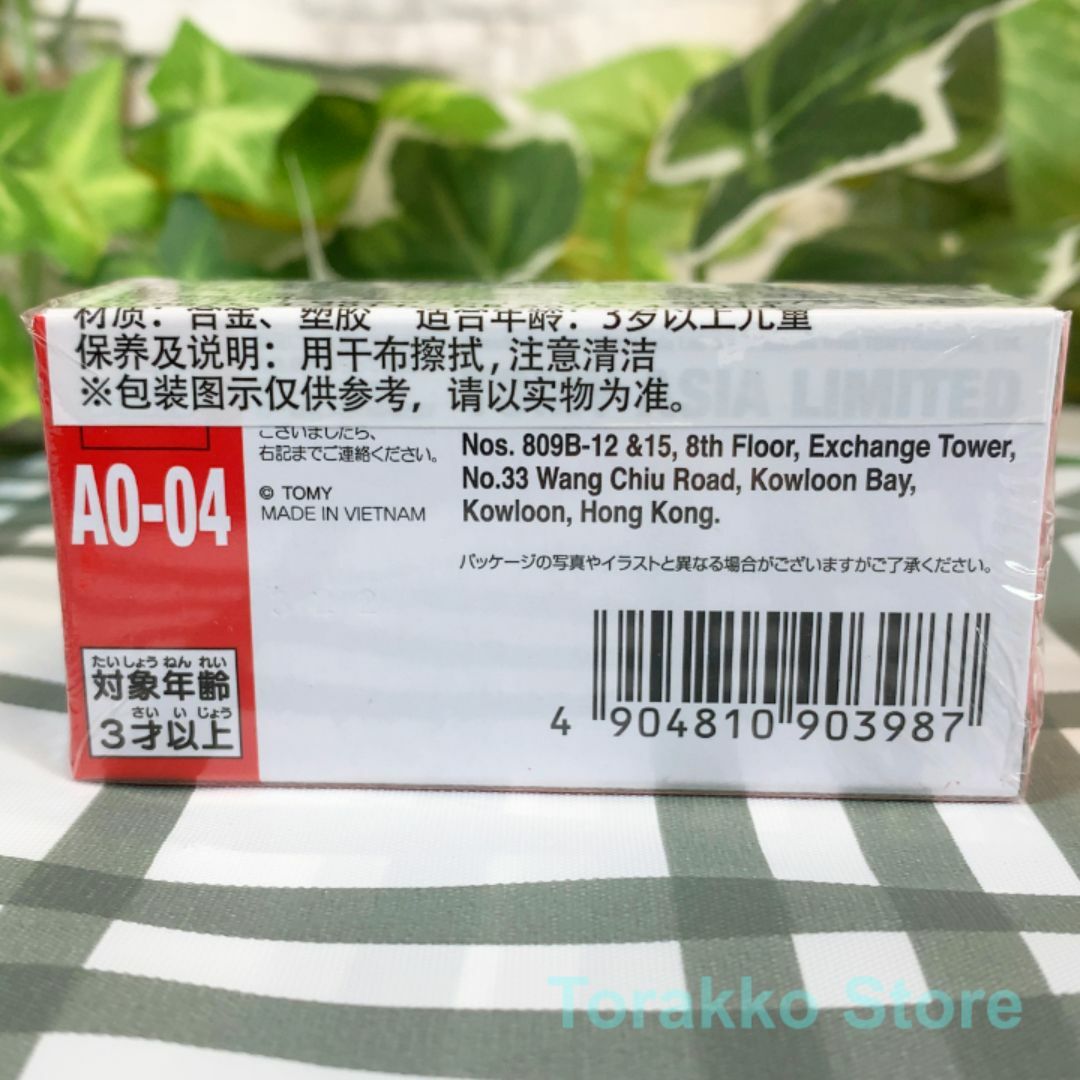 材质：合金、塑胶 适合年龄：3岁以上儿童
保养及说明：用干布擦拭，注意清洁
※包装图示仅供参考，请以实物为准。
ASIA LIMITED
ございましたら、
右記までご連絡ください。
© TOMY
MADE IN VIETNAM
Nos. 809B-12 &15, 8th Floor, Exchange Tower,
No.33 Wang Chiu Road, Kowloon Bay,
Kowloon, Hong Kong.
パッケージの写真やイラストと異なる場合がございますがご了承ください。
AO-04
たいしょうねんれい
対象年齢
さいいじょう
3才以上
4 904810 903987
Torakko Store